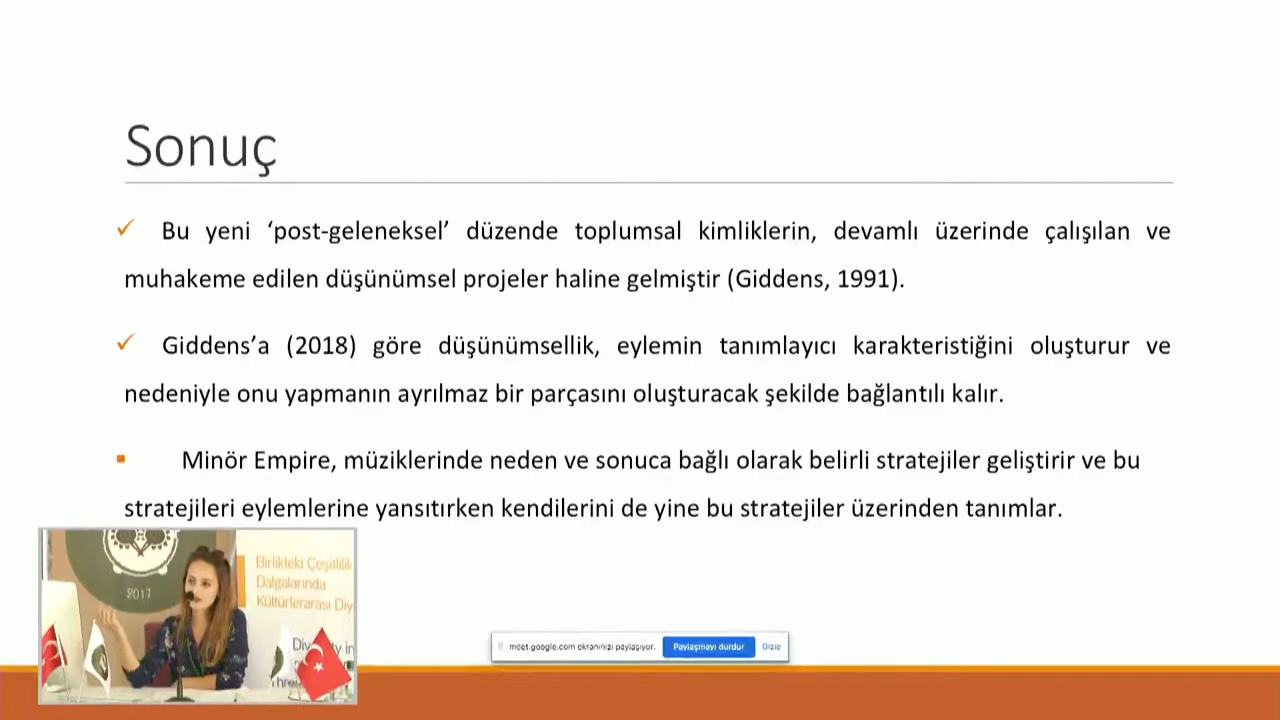 Sonuç
✓ Bu yeni ‘post-geleneksel’ düzende toplumsal kimliklerin, devamlı üzerinde çalışılan ve
muhakeme edilen düşünümsel projeler haline gelmiştir (Giddens, 1991).
✓ Giddens’a (2018) göre düşünümsellik, eylemin tanımlayıcı karakteristiğini oluşturur ve
nedeniyle onu yapmanın ayrılmaz bir parçasını oluşturacak şekilde bağlantılı kalır.
▪ Minör Empire, müziklerinde neden ve sonuca bağlı olarak belirli stratejiler geliştirir ve bu
stratejileri eylemlerine yansıtırken kendilerini de yine bu stratejiler üzerinden tanımlar.
2017
Birlikteki Çeşitlilik
Dalgalarında
Kültürlerarası Diy
meet.google.com ekranınızı paylaşıyor.
Paylaşmayı durdur
Gizle